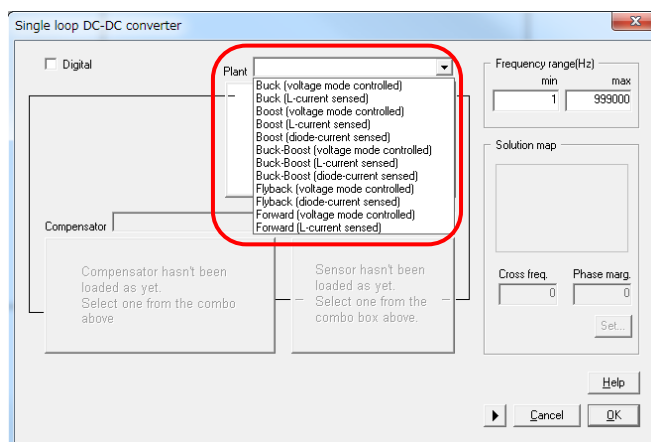 Single loop DC-DC converter
Digital
Plant
Buck (voltage mode controlled)
Buck (L-current sensed)
Boost (voltage mode controlled)
Boost (L-current sensed)
Boost (diode-current sensed)
Buck-Boost (voltage mode controlled)
Buck-Boost (L-current sensed)
Buck-Boost (diode-current sensed)
Flyback (voltage mode controlled)
Flyback (diode-current sensed)
Forward (voltage mode controlled)
Forward (L-current sensed)
Compensator
Compensator hasn't been
loaded as yet.
Select one from the combo
above
Sensor hasn't been
loaded as yet.
Select one from the
combo box above.
Frequency range(Hz)
min max
1 999000
Solution map
Cross freq. Phase marg.
0 0
Set...
Help
Cancel OK